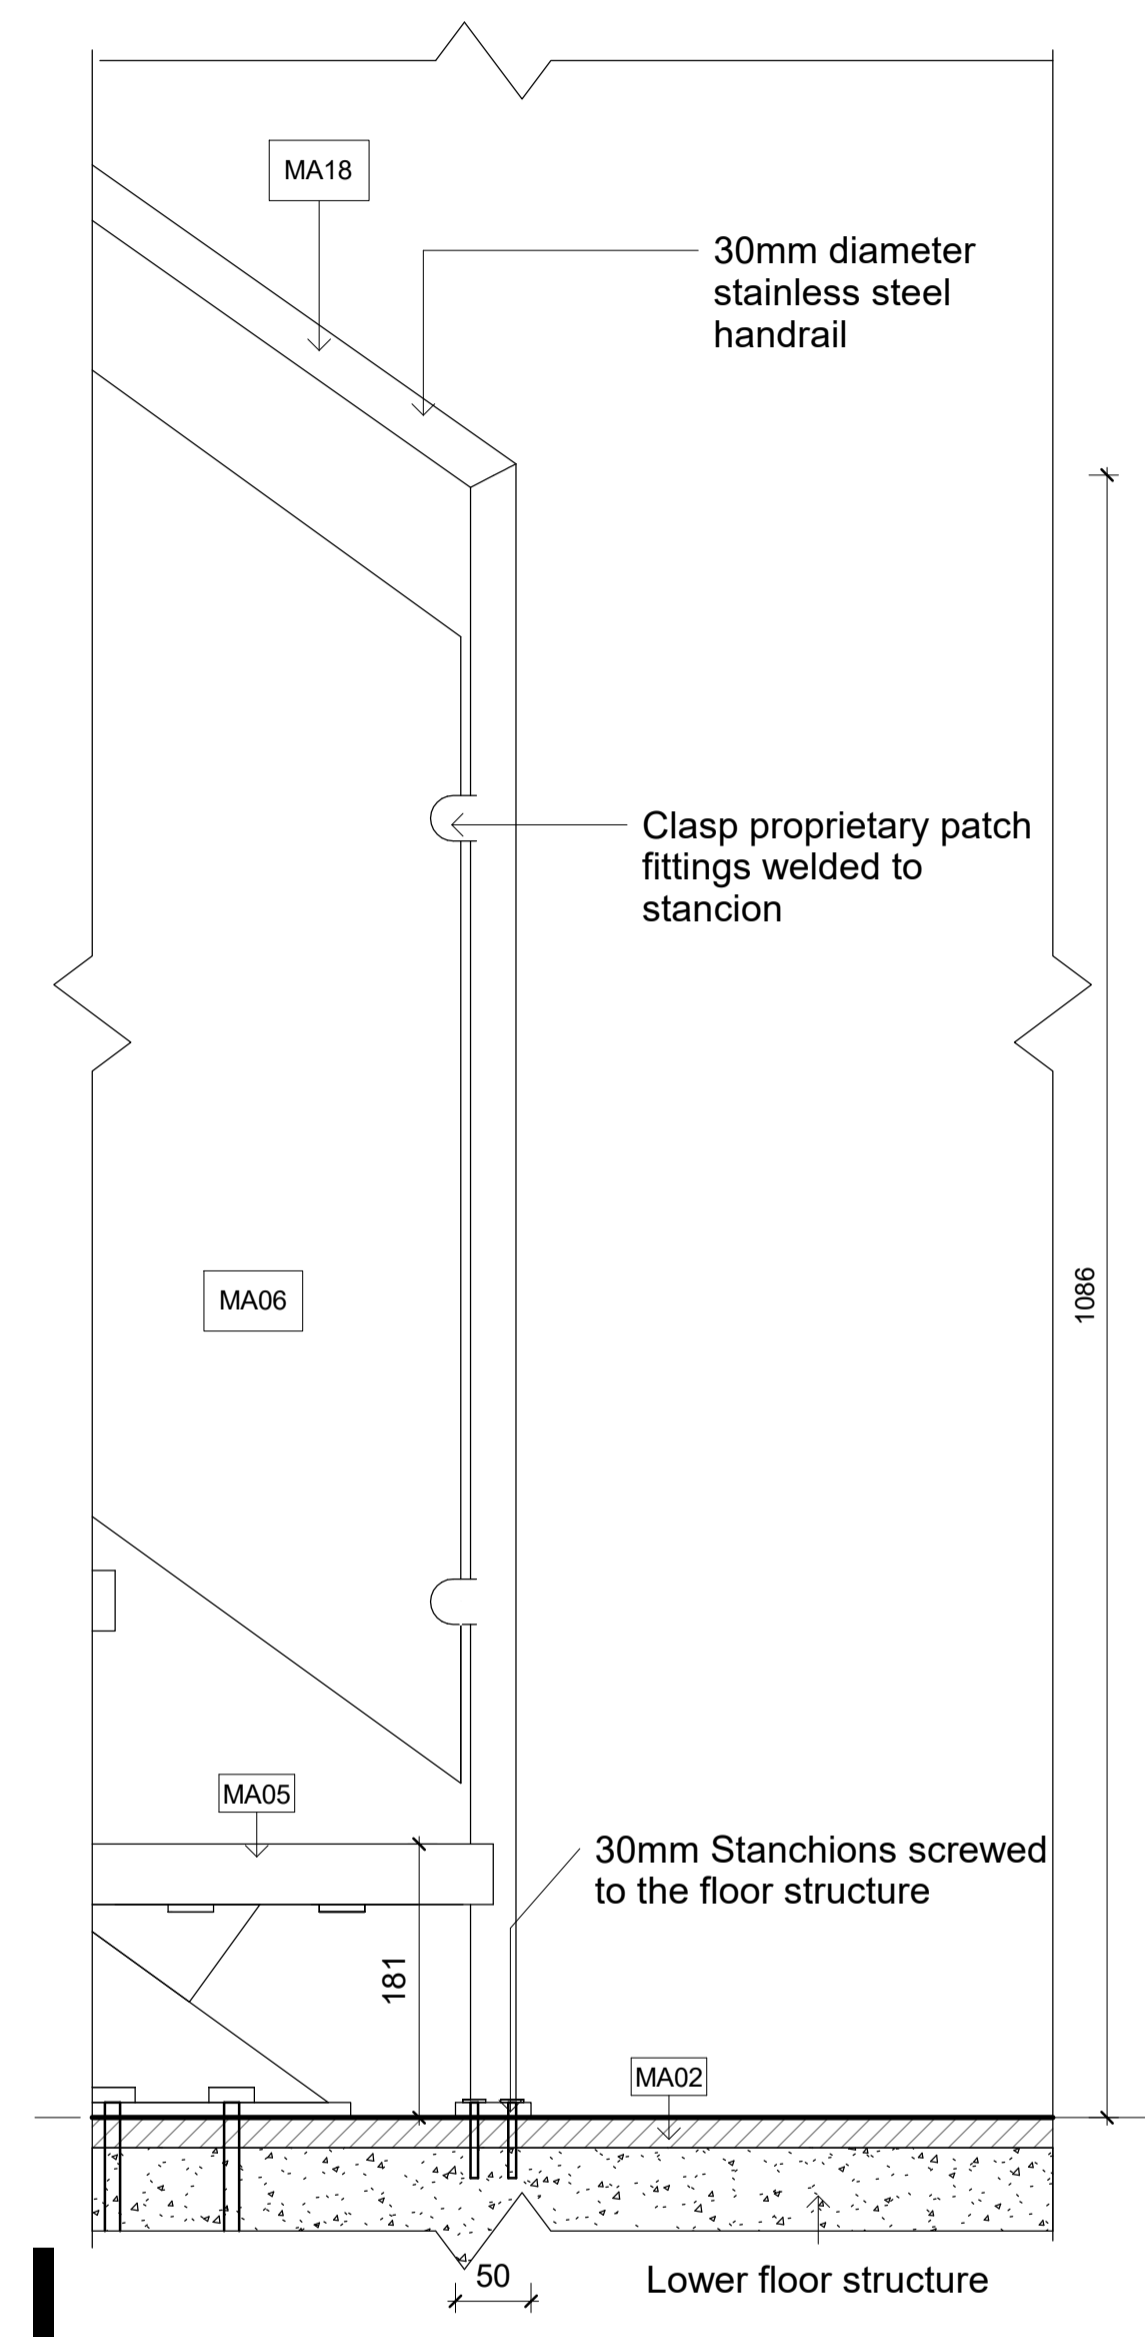 MA18
30mm diameter
stainless steel
handrail
Clasp proprietary patch
fittings welded to
stancion
1086
MA06
MA05
30mm Stanchions screwed
to the floor structure
181
MA02
50
Lower floor structure